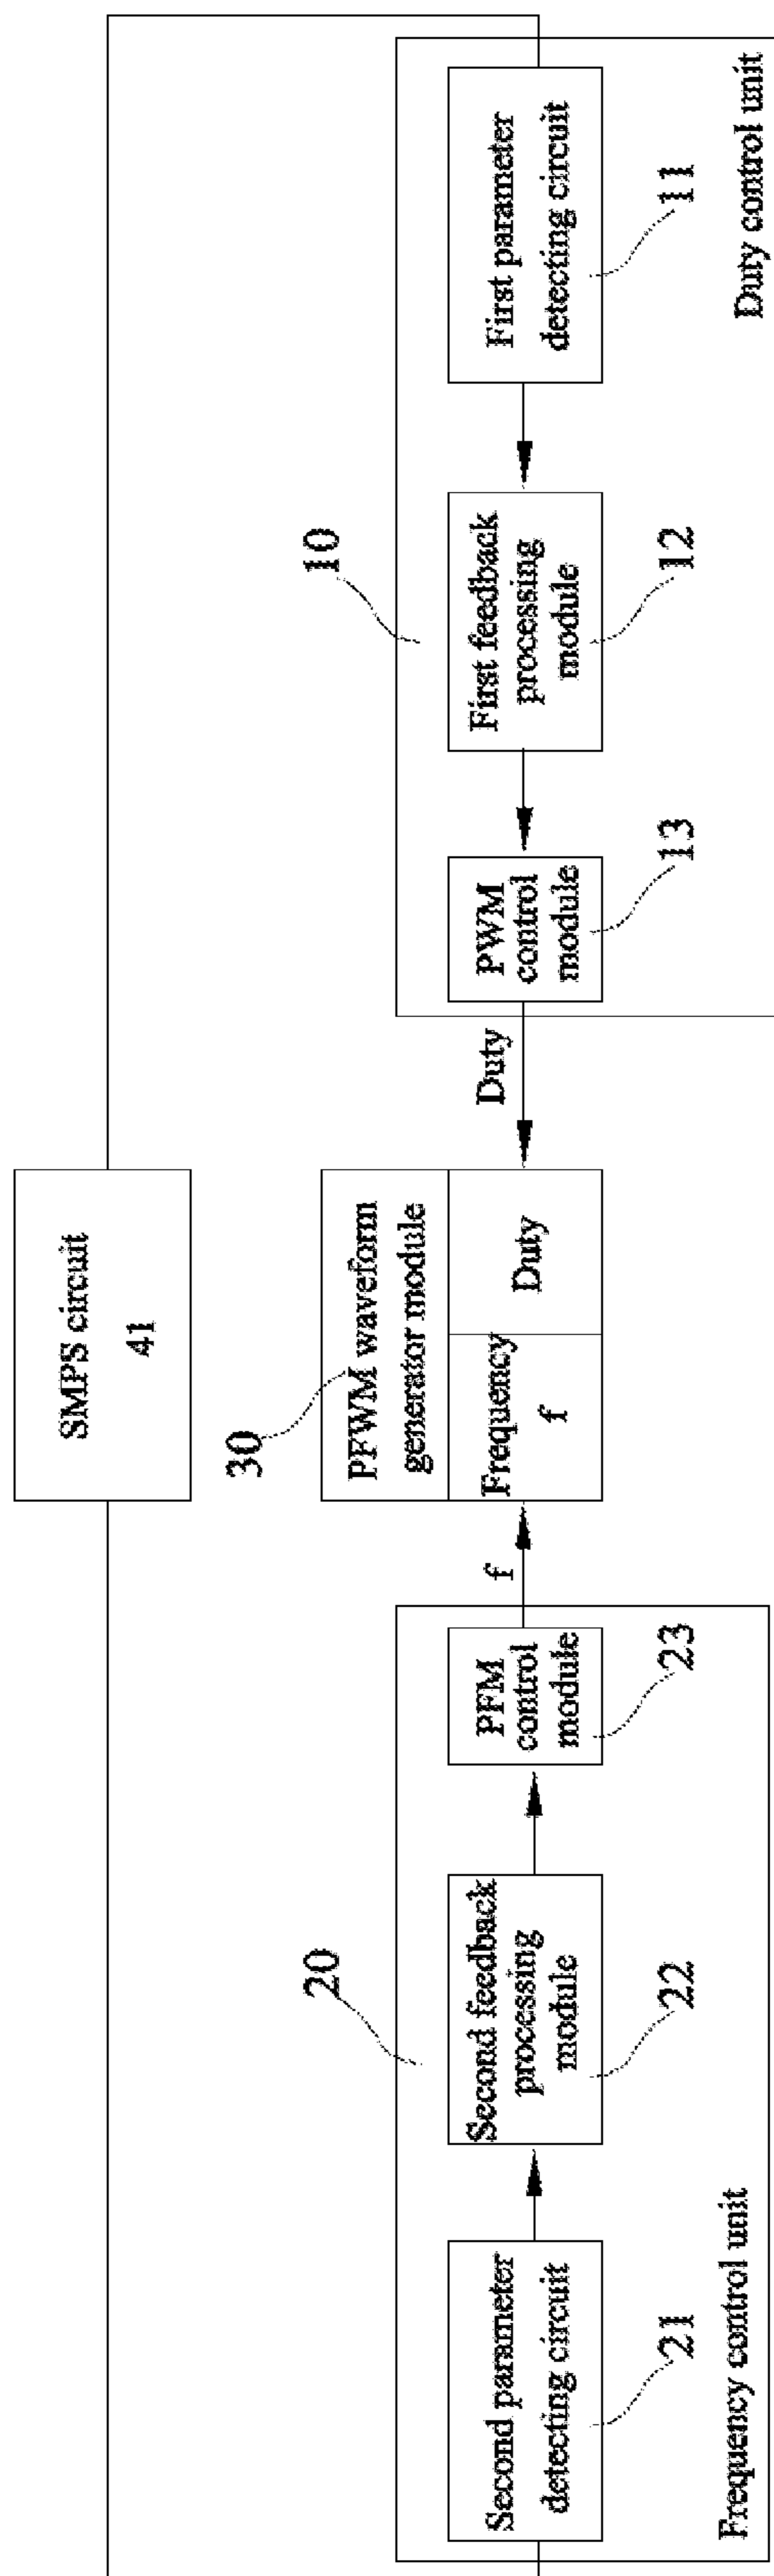 SMPS circuit
41
30
PFWM waveform
generator module
Frequency
f
Duty
f
Duty
20
Second parameter
detecting circuit
21
Second feedback
processing
module
22
PFM
control
module
23
Frequency control unit
10
PWM
control
module
13
First feedback
processing
module
12
First parameter
detecting circuit
11
Duty control unit